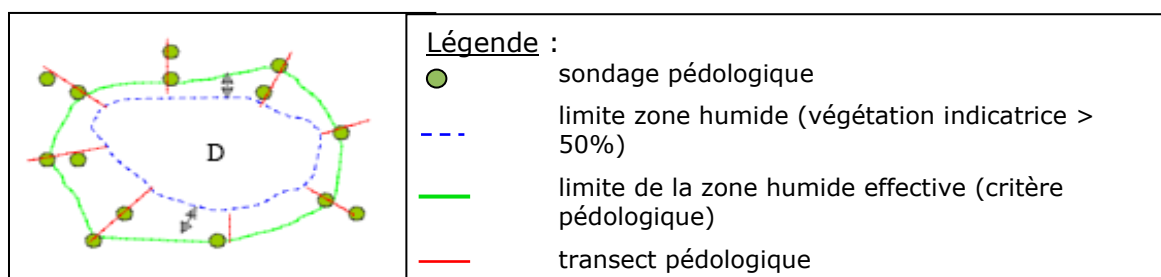 D
Légende :
sondage pédologique
limite zone humide (végétation indicatrice >
50%)
limite de la zone humide effective (critère
pédologique)
transect pédologique